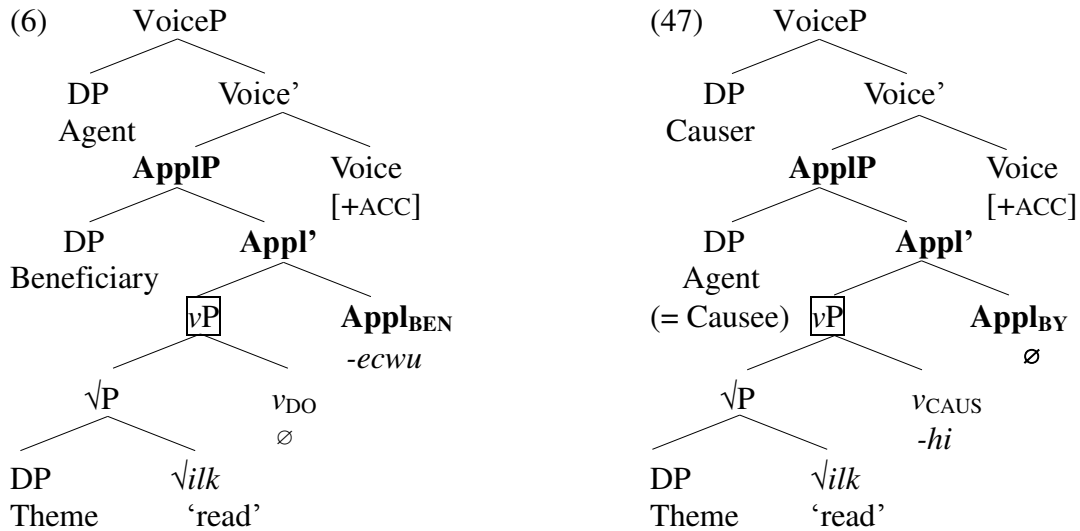 (6) VoiceP
DP Voice’
Agent
ApplP Voice
[+ACC]
DP Appl’
Beneficiary
vP ApplBEN
-ecwu
√P vDO
∅
DP √ilk
Theme ‘read’
(47) VoiceP
DP Voice’
Causer
ApplP Voice
[+ACC]
DP Appl’
Agent
(= Causee) vP ApplBY
∅
√P vCAUS
-hi
DP √ilk
Theme ‘read’